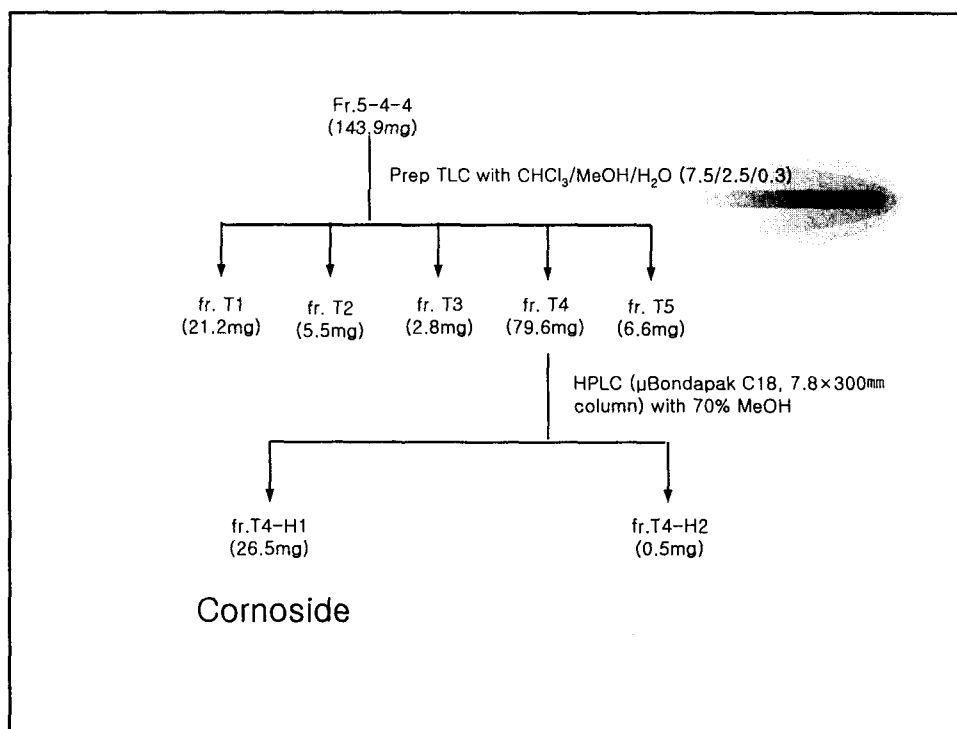 Fr.5-4-4
(143.9mg)
Prep TLC with CHCl₃/MeOH/H₂O (7.5/2.5/0.3)
fr. T1
(21.2mg)
fr. T2
(5.5mg)
fr. T3
(2.8mg)
fr. T4
(79.6mg)
fr. T5
(6.6mg)
HPLC (μBondapak C18, 7.8×300㎜
column) with 70% MeOH
fr.T4-H1
(26.5mg)
fr.T4-H2
(0.5mg)
Cornoside